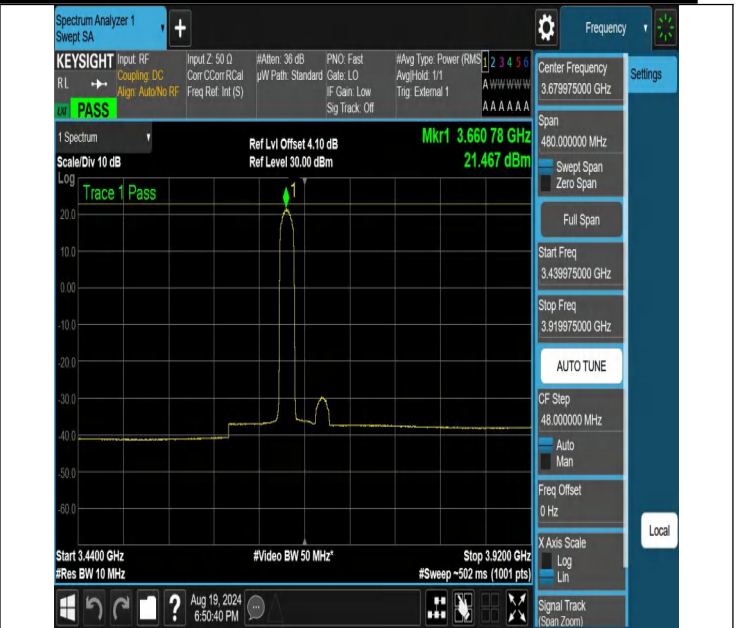 Spectrum Analyzer 1
Swept SA
+
Frequency
KEYSIGHT
RL
PASS
Input: RF
Coupling: DC
Align: Auto/No RF
Input Z: 50 Ω
Corr CCorr RCal
Freq Ref: Int (S)
#Atten: 36 dB
µW Path: Standard
PNO: Fast
Gate: LO
IF Gain: Low
Sig Track: Off
#Avg Type: Power (RMS
Avg|Hold: 1/1
Trig: External 1
1 2 3 4 5 6
A W W W W W
A A A A A A
1 Spectrum
Scale/Div 10 dB
Log
Ref Lvl Offset 4.10 dB
Ref Level 30.00 dBm
Mkr1 3.660 78 GHz
21.467 dBm
Trace 1 Pass
1
20.0
10.0
0.00
-10.0
-20.0
-30.0
-40.0
-50.0
-60.0
Start 3.4400 GHz
#Res BW 10 MHz
#Video BW 50 MHz*
Stop 3.9200 GHz
#Sweep ~502 ms (1001 pts)
Center Frequency
3.679975000 GHz
Span
480.000000 MHz
Swept Span
Zero Span
Full Span
Start Freq
3.439975000 GHz
Stop Freq
3.919975000 GHz
AUTO TUNE
CF Step
48.000000 MHz
Auto
Man
Freq Offset
0 Hz
X Axis Scale
Log
Lin
Signal Track
(Span Zoom)
Settings
Local
?
Aug 19, 2024
6:50:40 PM